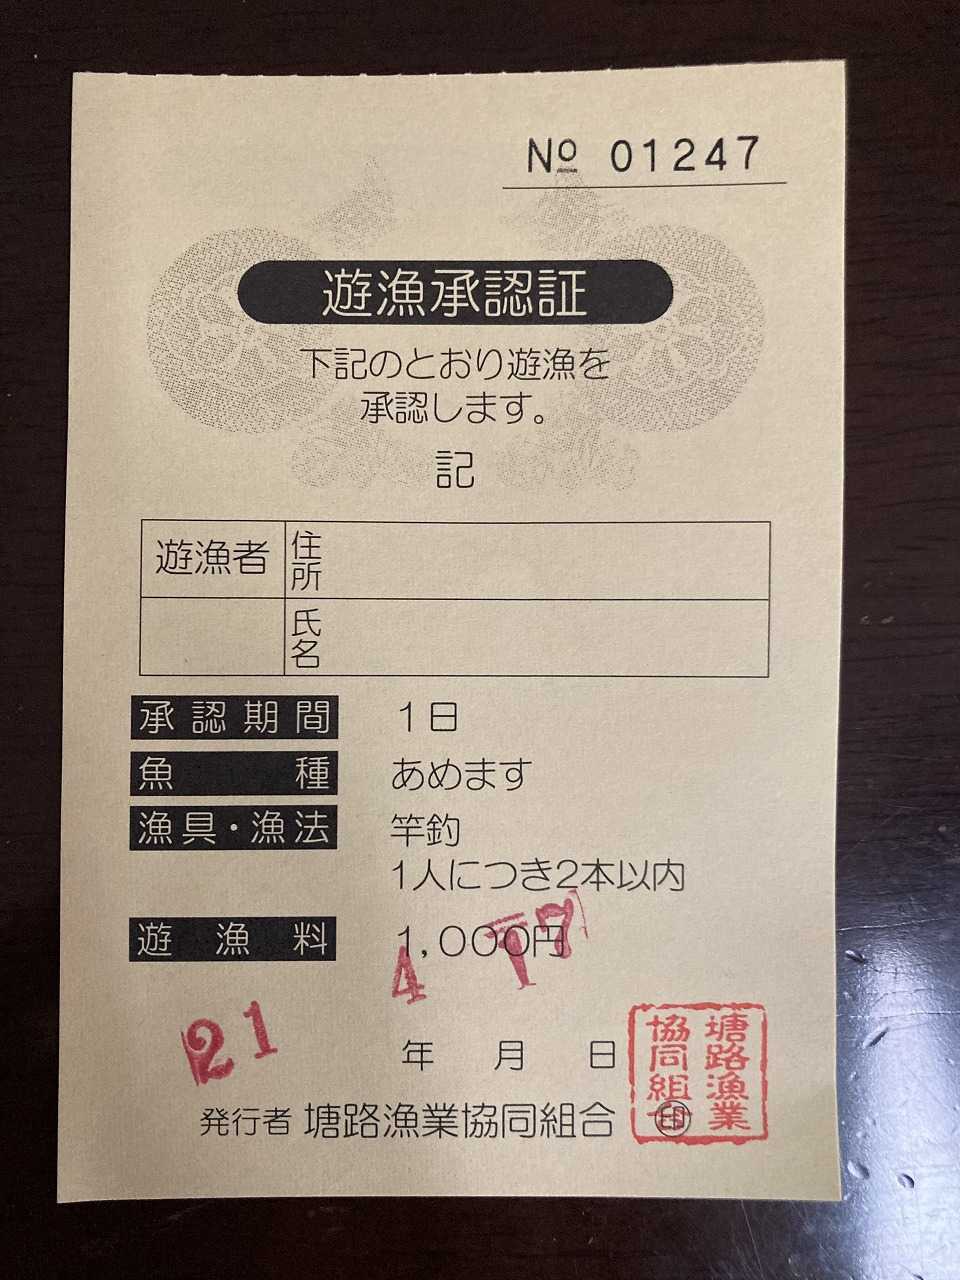 No 01247
遊漁承認証
下記のとおり遊漁を
承認します。
記
遊漁者 住所
氏名
承認期間 1日
魚種 あめます
漁具・漁法 竿釣
1人につき2本以内
遊漁料 1,000円
21 4 17
年 月 日
発行者 塘路漁業協同組合 印
塘路漁業
協同組